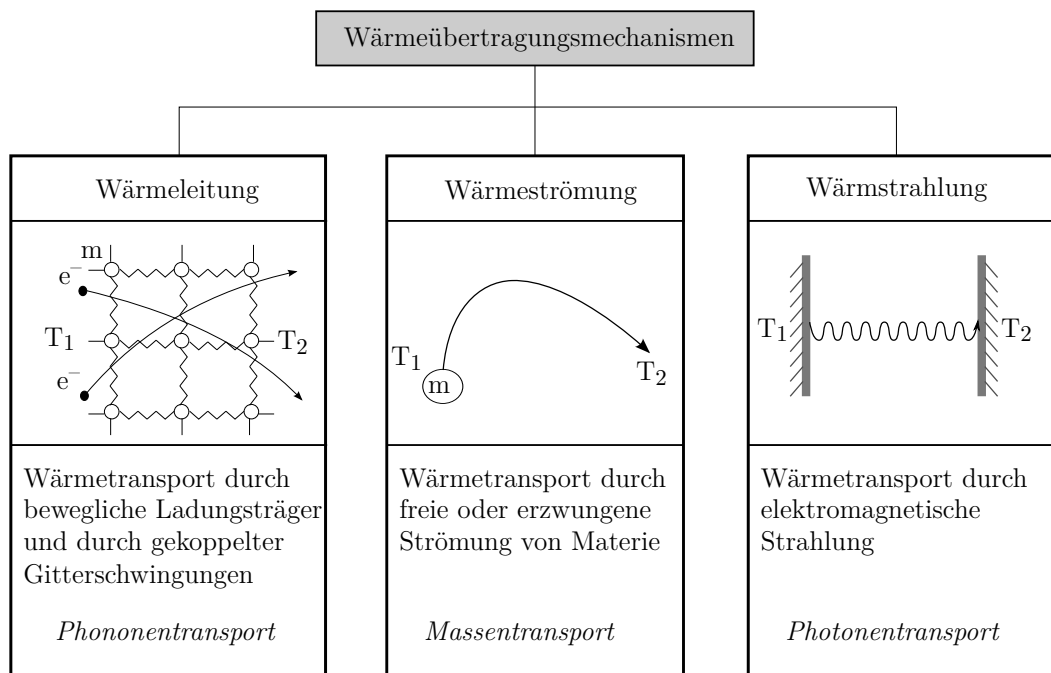 Wärmeübertragungsmechanismen
Wärmeleitung
m
e⁻
T₁
T₂
e⁻
Wärmetransport durch
bewegliche Ladungsträger
und durch gekoppelter
Gitterschwingungen
Phononentransport
Wärmeströmung
T₁
m
T₂
Wärmetransport durch
freie oder erzwungene
Strömung von Materie
Massentransport
Wärmstrahlung
T₁
T₂
Wärmetransport durch
elektromagnetische
Strahlung
Photonentransport